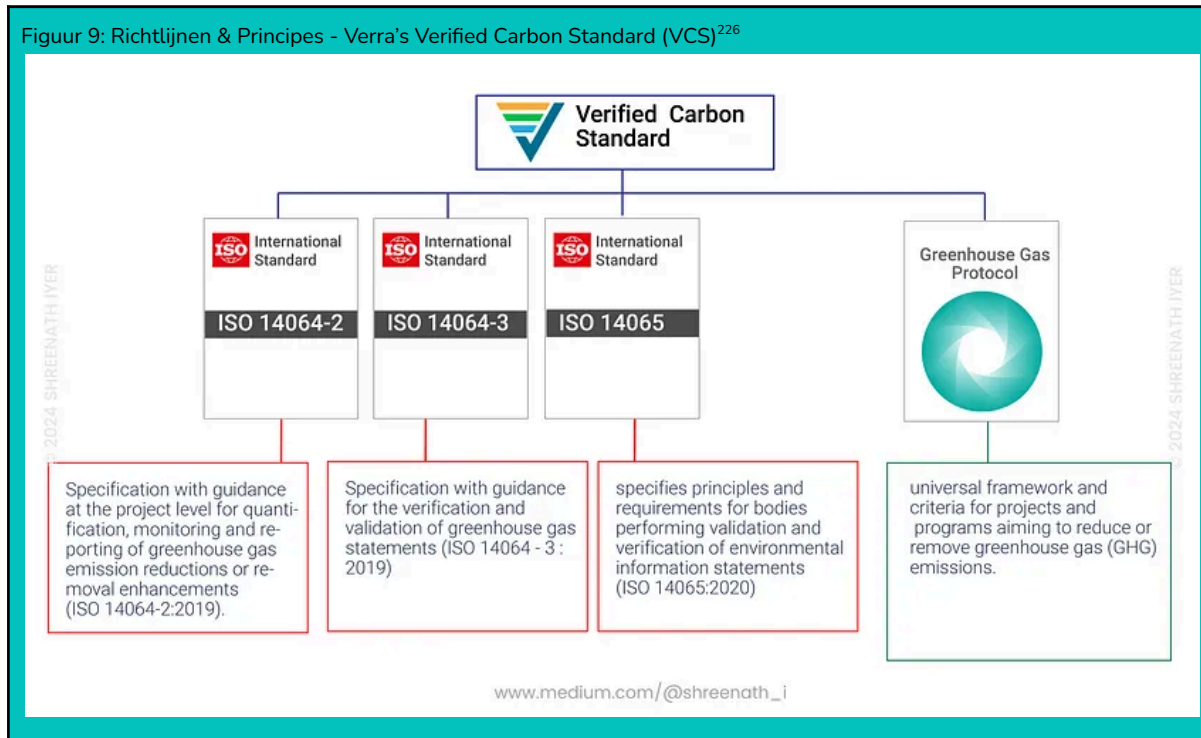 Figuur 9: Richtlijnen & Principes - Verra’s Verified Carbon Standard (VCS)226
Verified Carbon
Standard
ISO
International
Standard
ISO 14064-2
ISO
International
Standard
ISO 14064-3
ISO
International
Standard
ISO 14065
Greenhouse Gas
Protocol
Specification with guidance
at the project level for quanti-
fication, monitoring and re-
porting of greenhouse gas
emission reductions or re-
moval enhancements
(ISO 14064-2:2019).
Specification with guidance
for the verification and
validation of greenhouse gas
statements (ISO 14064 - 3 :
2019)
specifies principles and
requirements for bodies
performing validation and
verification of environmental
information statements
(ISO 14065:2020)
universal framework and
criteria for projects and
programs aiming to reduce or
remove greenhouse gas (GHG)
emissions.
© 2024 SHREENATH IYER
© 2024 SHREENATH IYER
www.medium.com/@shreenath_i